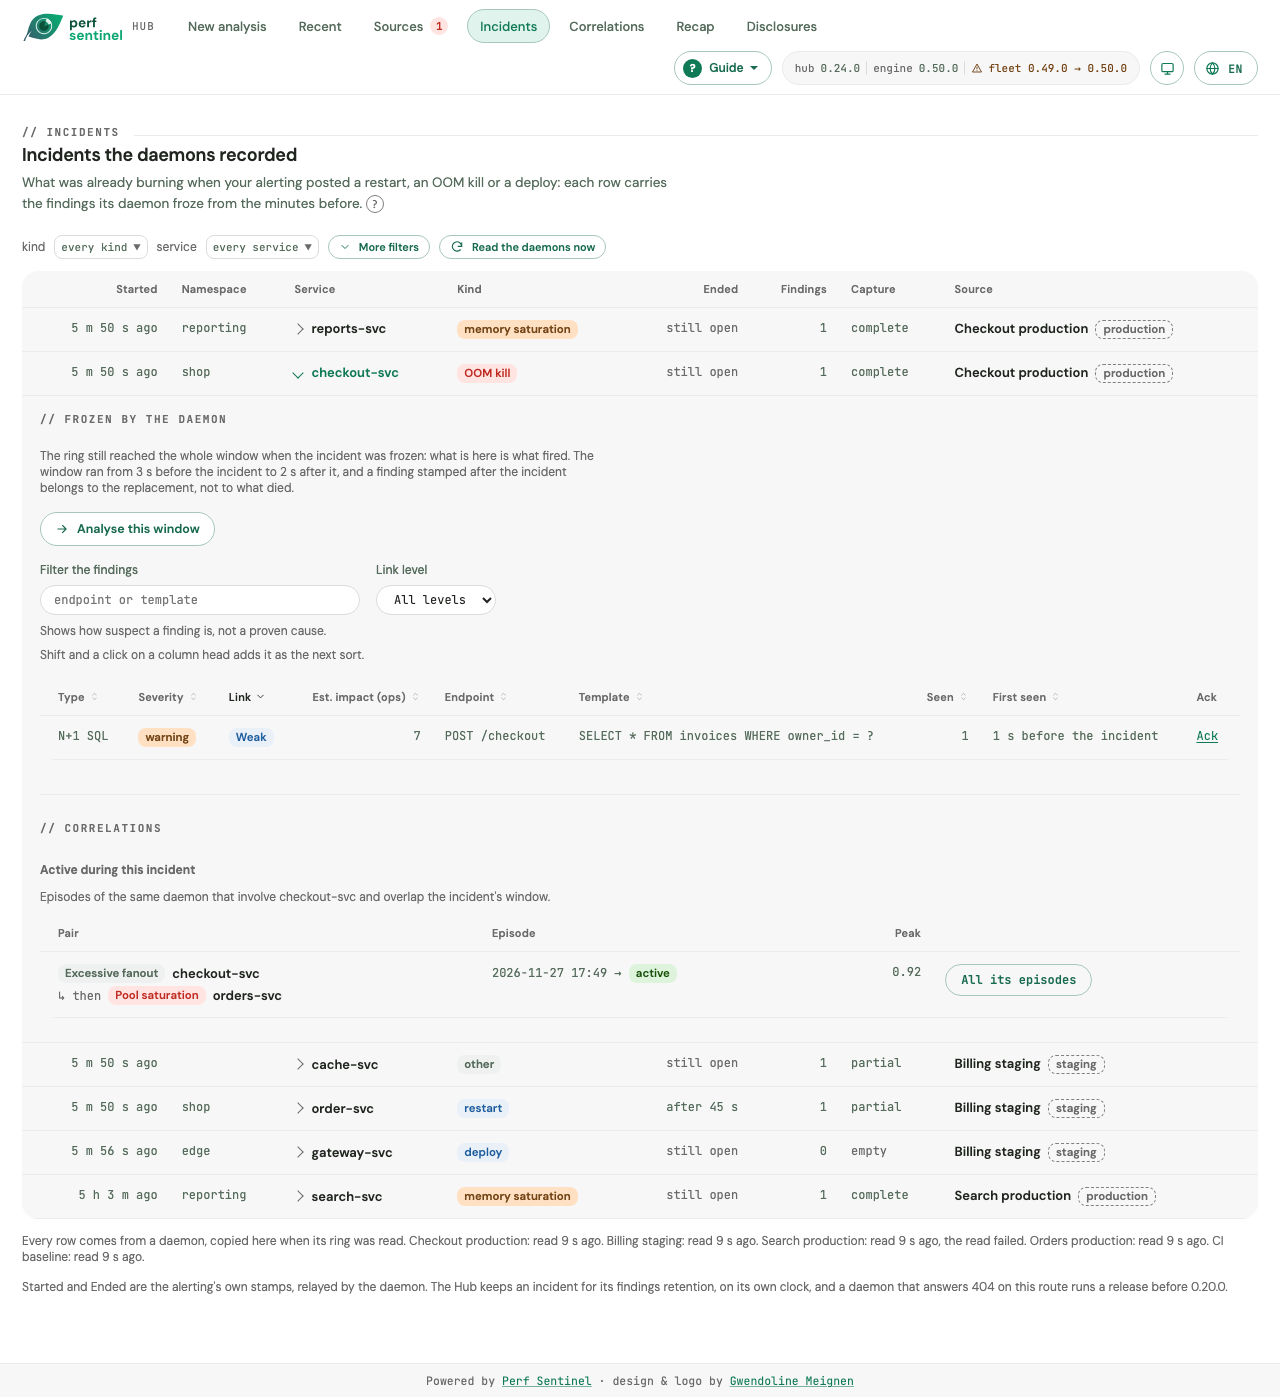 perf sentinel HUB New analysis Recent Sources 1 Incidents Correlations Recap Disclosures
? Guide hub 0.24.0 engine 0.50.0 fleet 0.49.0 → 0.50.0 EN
// INCIDENTS
Incidents the daemons recorded
What was already burning when your alerting posted a restart, an OOM kill or a deploy: each row carries
the findings its daemon froze from the minutes before. ?
kind every kind ▼ service every service ▼ More filters Read the daemons now
Started Namespace Service Kind Ended Findings Capture Source
5 m 50 s ago reporting reports-svc memory saturation still open 1 complete Checkout production production
5 m 50 s ago shop checkout-svc OOM kill still open 1 complete Checkout production production
// FROZEN BY THE DAEMON
The ring still reached the whole window when the incident was frozen: what is here is what fired. The
window ran from 3 s before the incident to 2 s after it, and a finding stamped after the incident
belongs to the replacement, not to what died.
→ Analyse this window
Filter the findings Link level
endpoint or template All levels
Shows how suspect a finding is, not a proven cause.
Shift and a click on a column head adds it as the next sort.
Type Severity Link Est. impact (ops) Endpoint Template Seen First seen Ack
N+1 SQL warning Weak 7 POST /checkout SELECT * FROM invoices WHERE owner_id = ? 1 1 s before the incident Ack
// CORRELATIONS
Active during this incident
Episodes of the same daemon that involve checkout-svc and overlap the incident's window.
Pair Episode Peak
Excessive fanout checkout-svc 2026-11-27 17:49 → active 0.92 All its episodes
↳ then Pool saturation orders-svc
5 m 50 s ago cache-svc other still open 1 partial Billing staging staging
5 m 50 s ago shop order-svc restart after 45 s 1 partial Billing staging staging
5 m 56 s ago edge gateway-svc deploy still open 0 empty Billing staging staging
5 h 3 m ago reporting search-svc memory saturation still open 1 complete Search production production
Every row comes from a daemon, copied here when its ring was read. Checkout production: read 9 s ago. Billing staging: read 9 s ago. Search production: read 9 s ago, the read failed. Orders production: read 9 s ago. CI
baseline: read 9 s ago.
Started and Ended are the alerting's own stamps, relayed by the daemon. The Hub keeps an incident for its findings retention, on its own clock, and a daemon that answers 404 on this route runs a release before 0.20.0.
Powered by Perf Sentinel · design & logo by Gwendoline Meignen